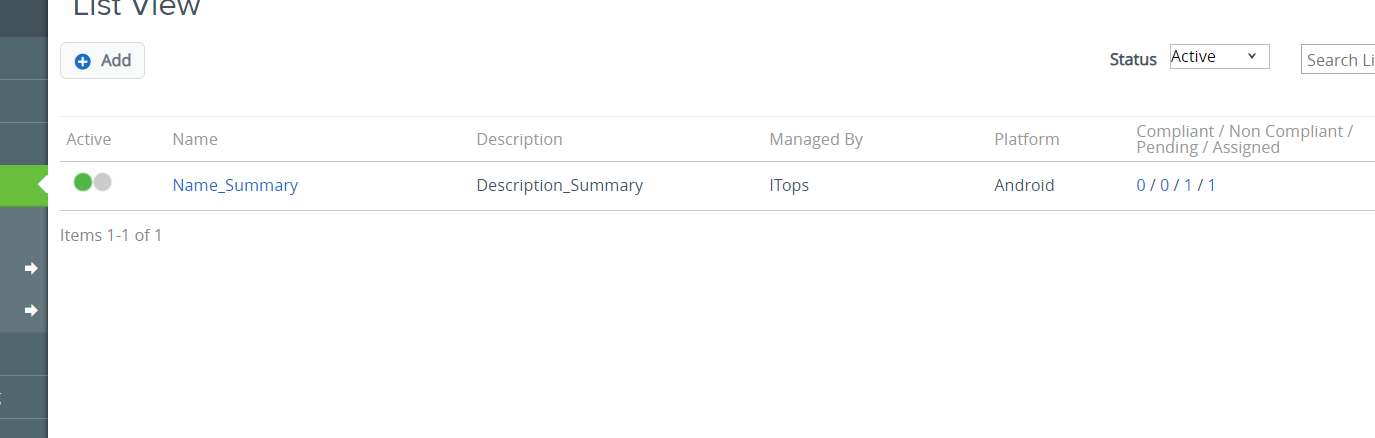 List View
Add
Status Active Search Li
Active Name Description Managed By Platform Compliant / Non Compliant / Pending / Assigned
Name_Summary Description_Summary ITops Android 0 / 0 / 1 / 1
Items 1-1 of 1